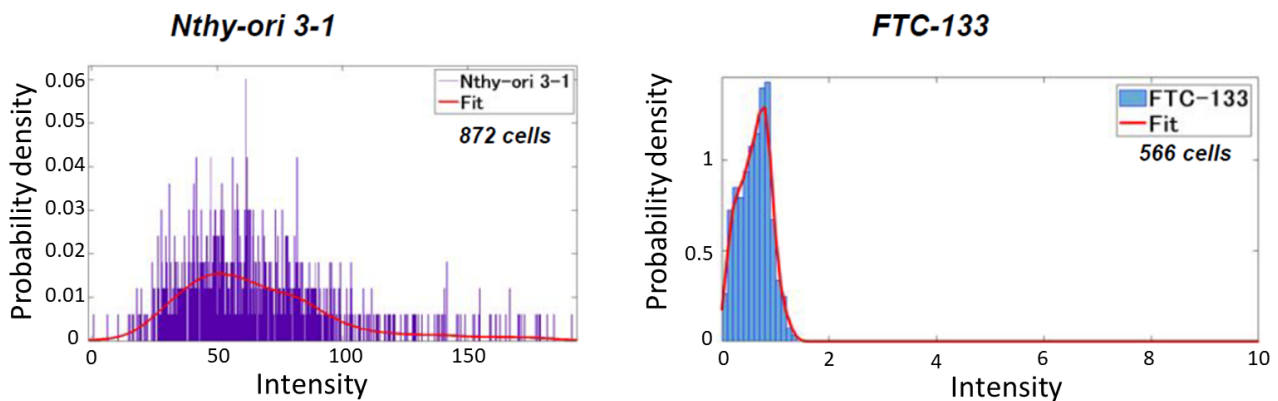 Nthy-ori 3-1
Probability density
0.06
0.05
0.04
0.03
0.02
0.01
0
0
50
100
150
Intensity
Nthy-ori 3-1
Fit
872 cells
FTC-133
Probability density
1
0.5
0
0
2
4
6
8
10
Intensity
FTC-133
Fit
566 cells